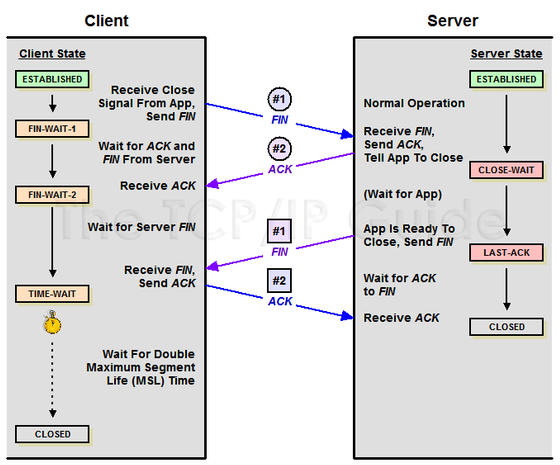 Client
Server
Client State
Server State
ESTABLISHED
ESTABLISHED
Receive Close
Signal From App,
Send FIN
#1
FIN
Normal Operation
FIN-WAIT-1
Receive FIN,
Send ACK,
Tell App To Close
Wait for ACK and
FIN From Server
#2
ACK
CLOSE-WAIT
Receive ACK
FIN-WAIT-2
(Wait for App)
The TCP/IP Guide
Wait for Server FIN
#1
FIN
App Is Ready To
Close, Send FIN
LAST-ACK
Receive FIN,
Send ACK
#2
ACK
Wait for ACK
to FIN
TIME-WAIT
Receive ACK
CLOSED
Wait For Double
Maximum Segment
Life (MSL) Time
CLOSED